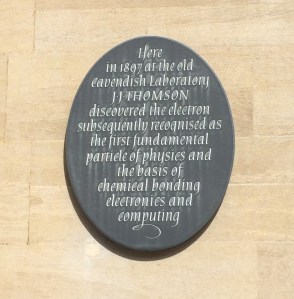 Here
in 1897 at the old
Cavendish Laboratory
J J THOMSON
discovered the electron
subsequently recognised as
the first fundamental
particle of physics and
the basis of
chemical bonding
electronics and
computing